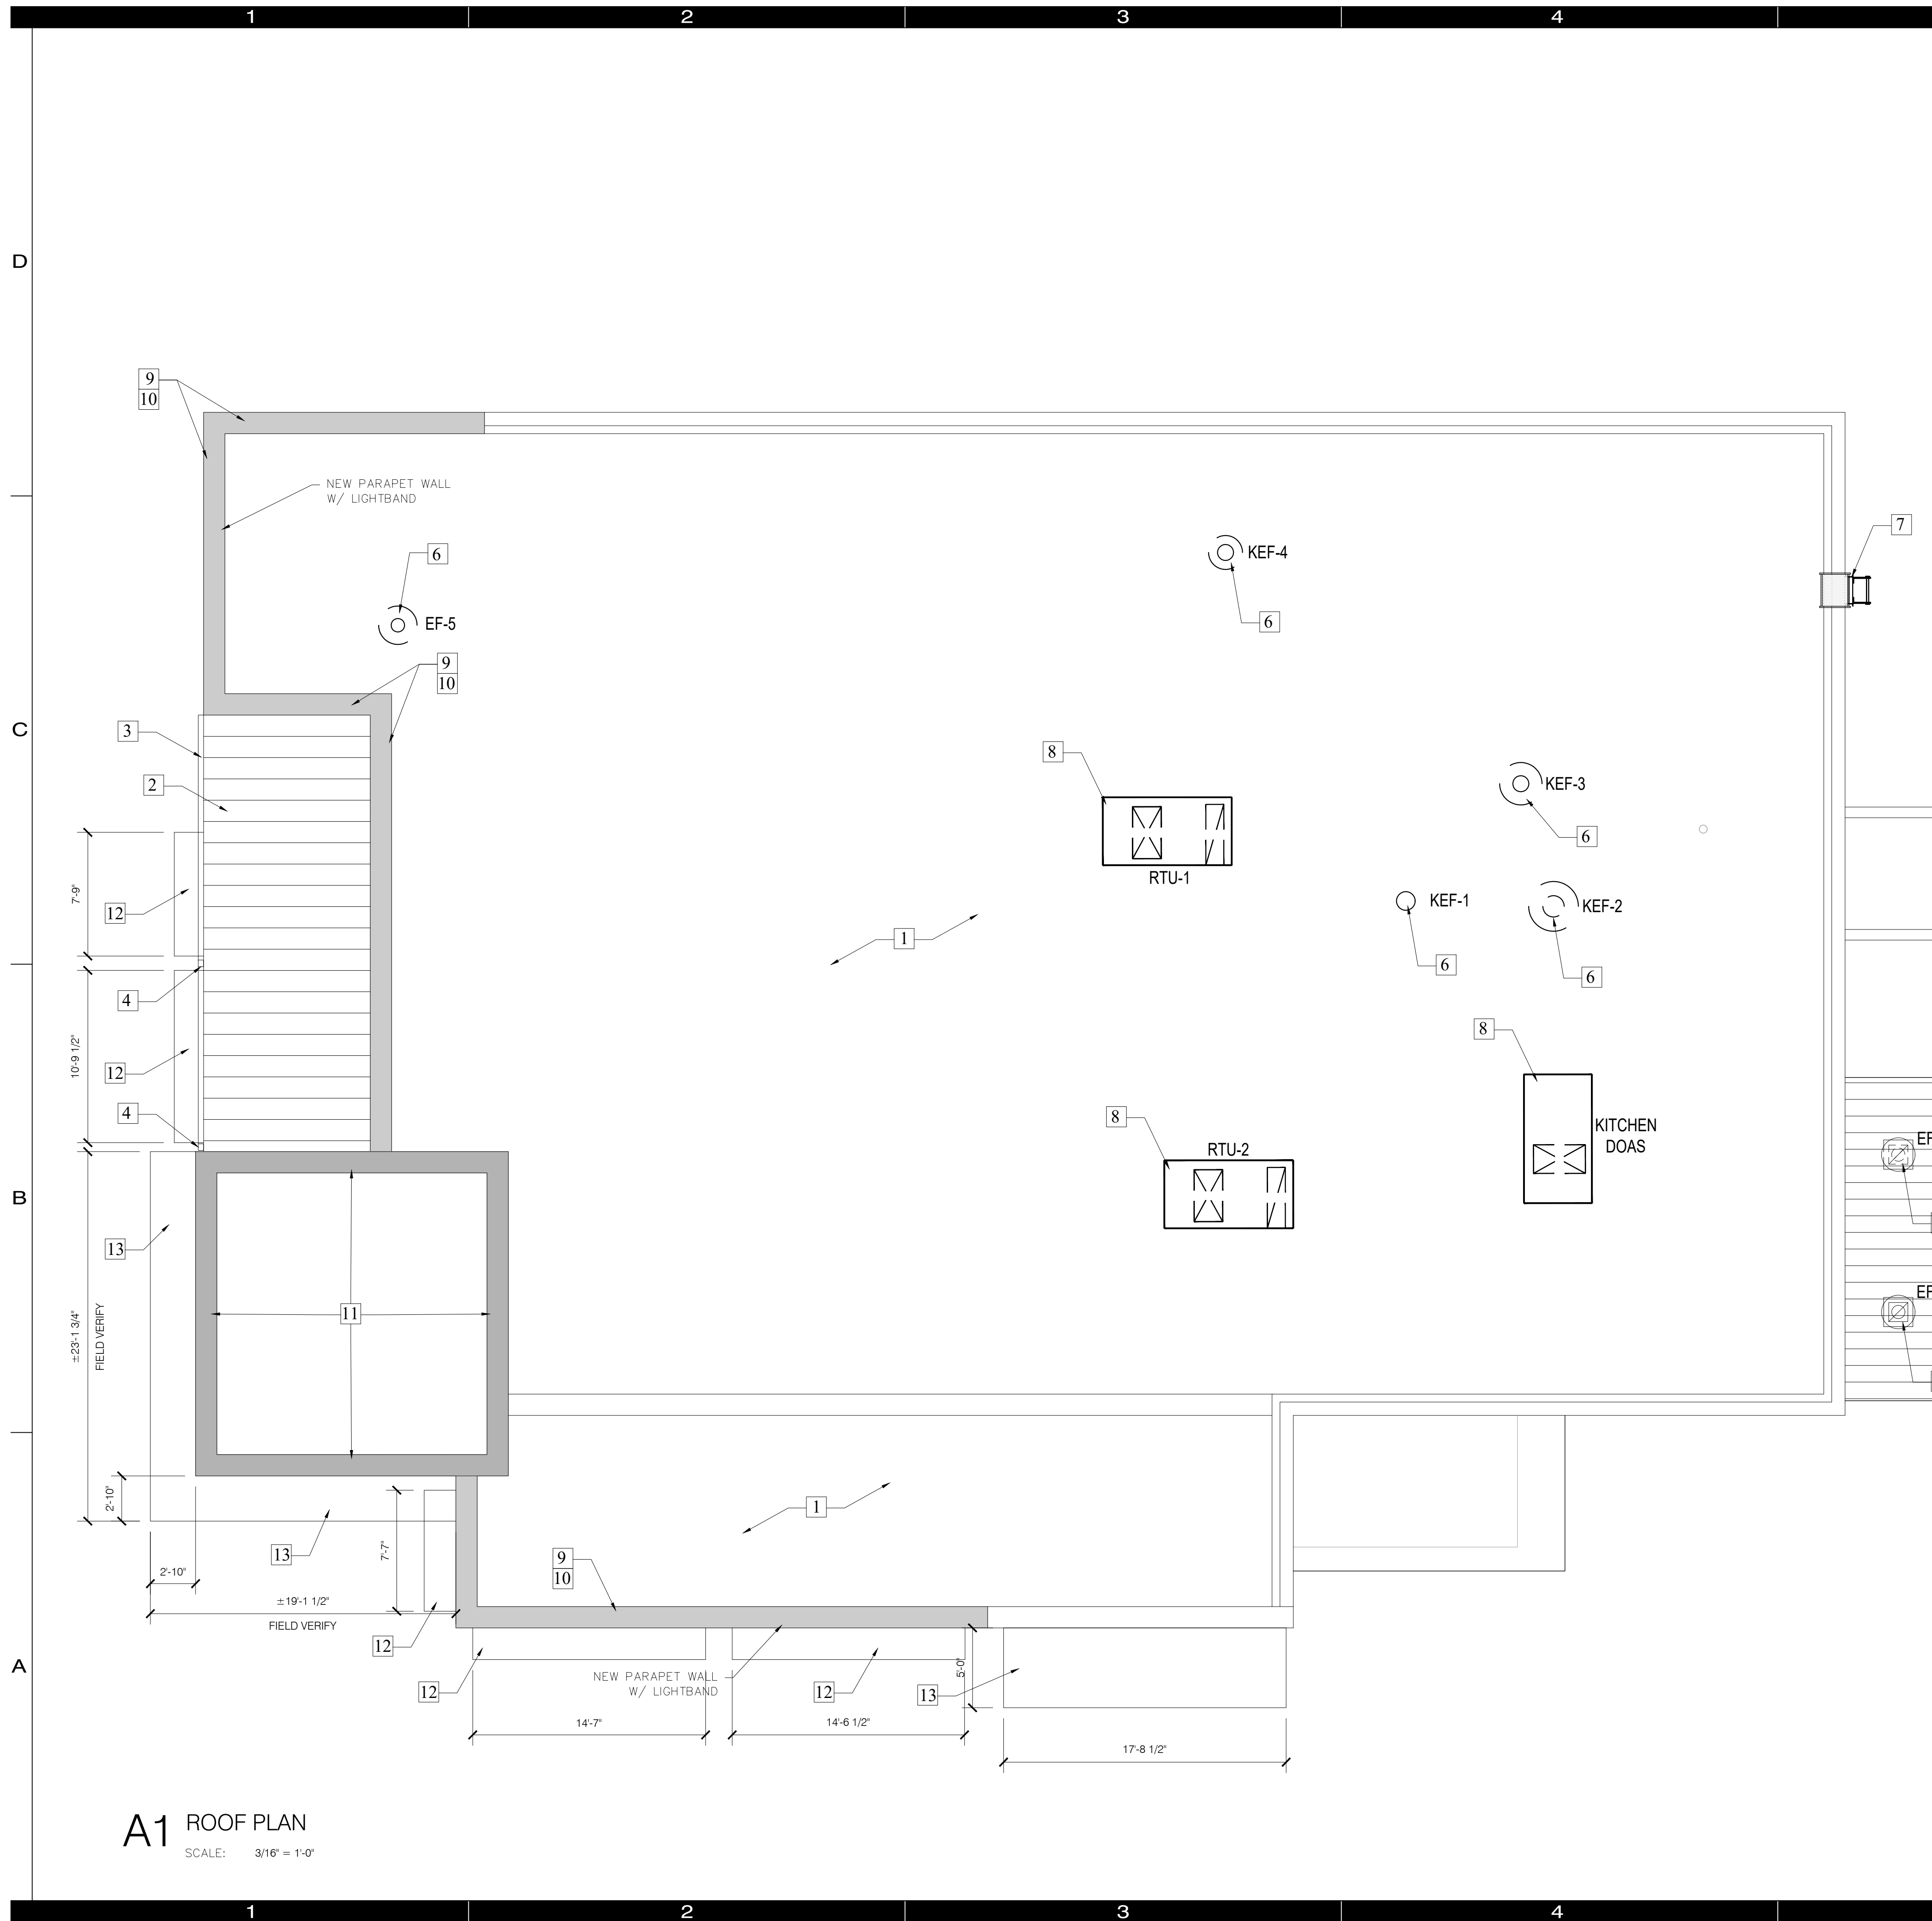 1 2 3 4
D
9
10
NEW PARAPET WALL
W/ LIGHTBAND
7
6
KEF-4
EF-5
6
9
10
3
C
8
2
KEF-3
6
RTU-1
7'-9"
12
KEF-1
KEF-2
1
6
6
4
10'-9 1/2"
8
12
4
8
KITCHEN
DOAS
RTU-2
B
13
11
±23'-1 3/4"
FIELD VERIFY
2'-10"
1
13
7'-7"
9
10
2'-10"
±19'-1 1/2"
FIELD VERIFY
12
A
NEW PARAPET WALL
W/ LIGHTBAND
5'-0"
12
12
13
14'-7"
14'-6 1/2"
17'-8 1/2"
A1 ROOF PLAN
SCALE: 3/16" = 1'-0"
1 2 3 4